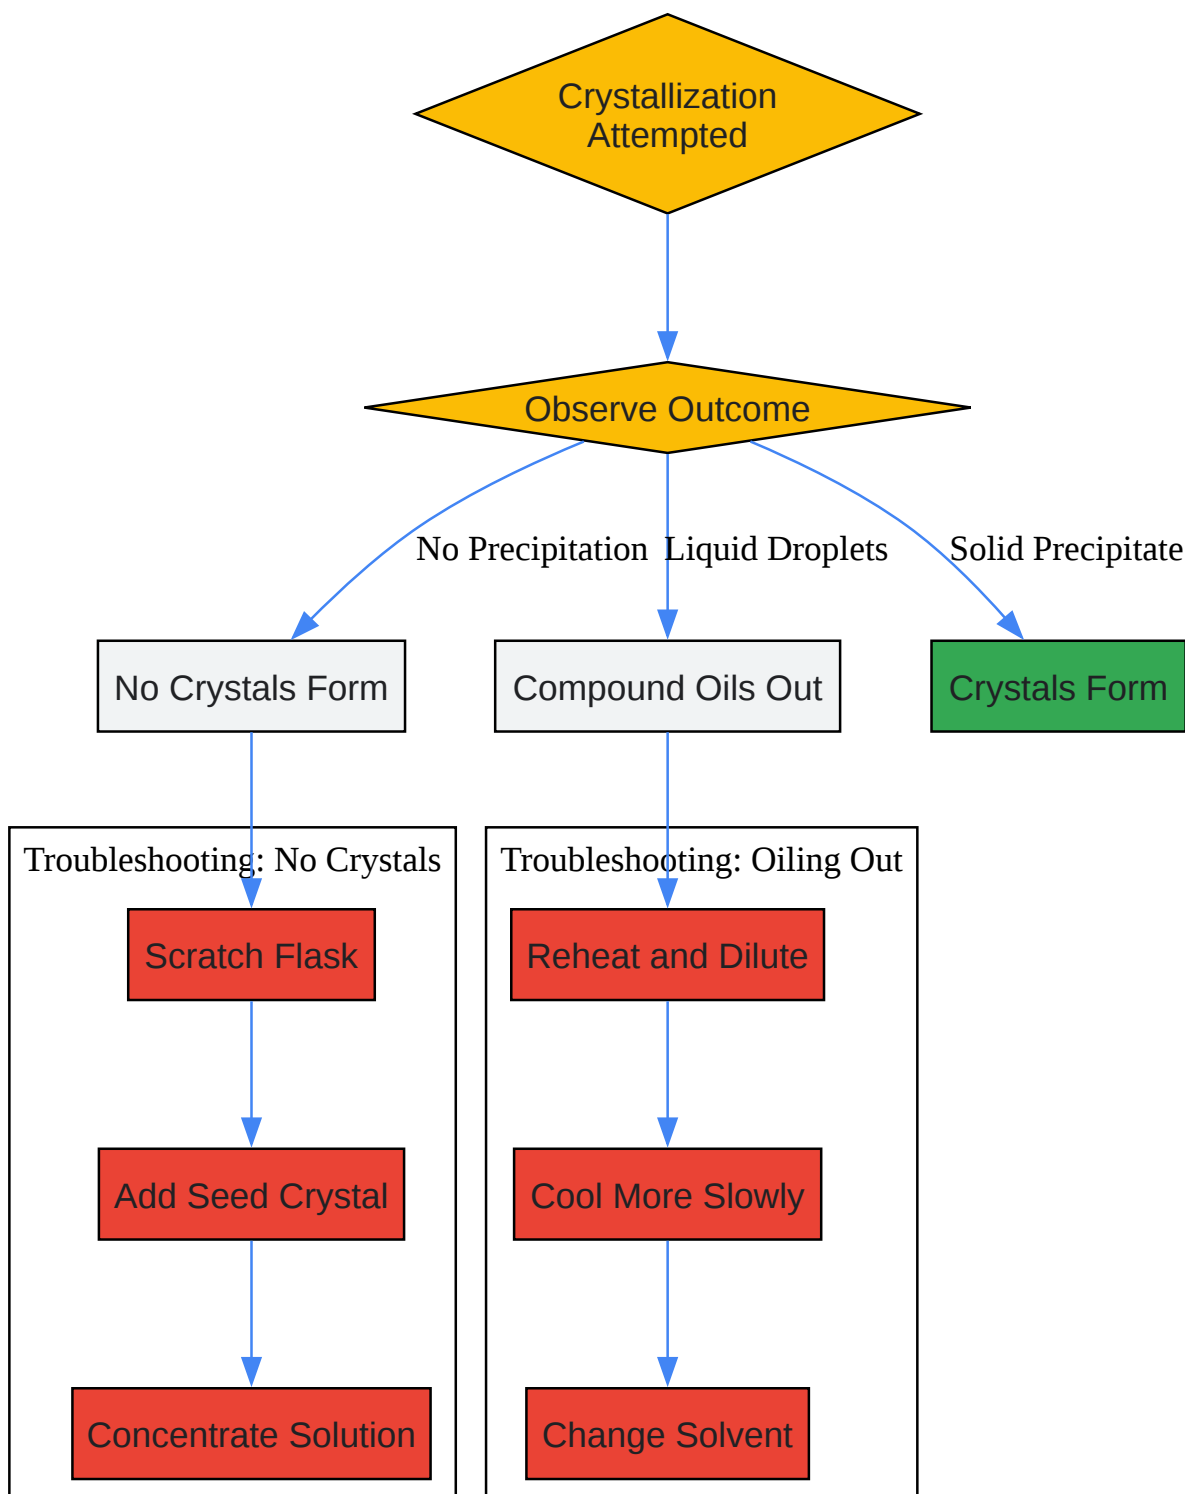 Crystallization
Attempted
Observe Outcome
No Precipitation
Liquid Droplets
Solid Precipitate
No Crystals Form
Compound Oils Out
Crystals Form
Troubleshooting: No Crystals
Troubleshooting: Oiling Out
Scratch Flask
Reheat and Dilute
Add Seed Crystal
Cool More Slowly
Concentrate Solution
Change Solvent